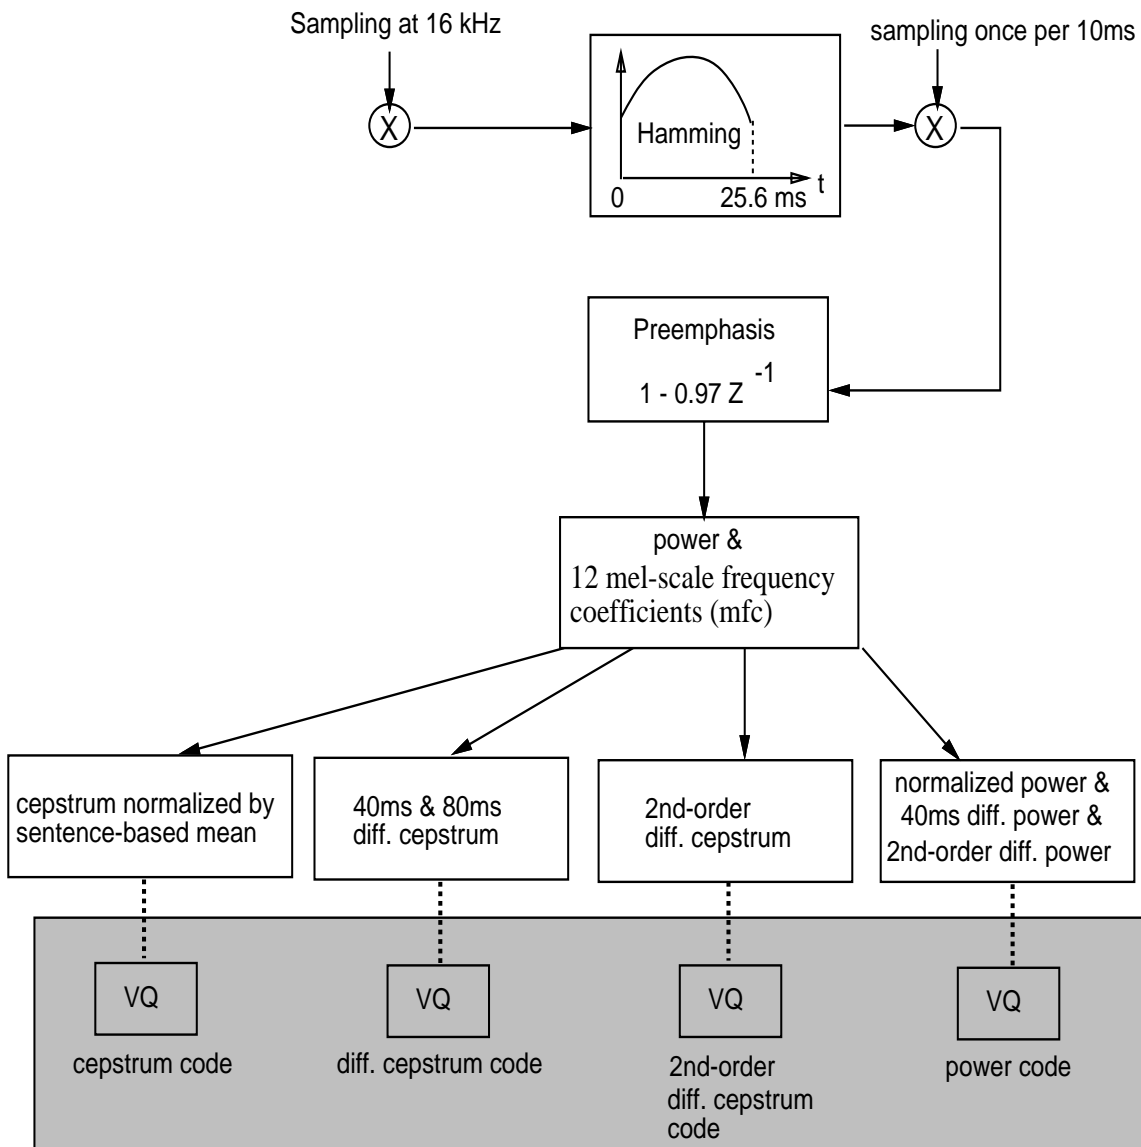 Sampling at 16 kHz
sampling once per 10ms
X
Hamming
X
0
25.6 ms
t
Preemphasis
1 - 0.97 Z -1
power &
12 mel-scale frequency
coefficients (mfc)
cepstrum normalized by
sentence-based mean
40ms & 80ms
diff. cepstrum
2nd-order
diff. cepstrum
normalized power &
40ms diff. power &
2nd-order diff. power
VQ
VQ
VQ
VQ
cepstrum code
diff. cepstrum code
2nd-order
diff. cepstrum
code
power code